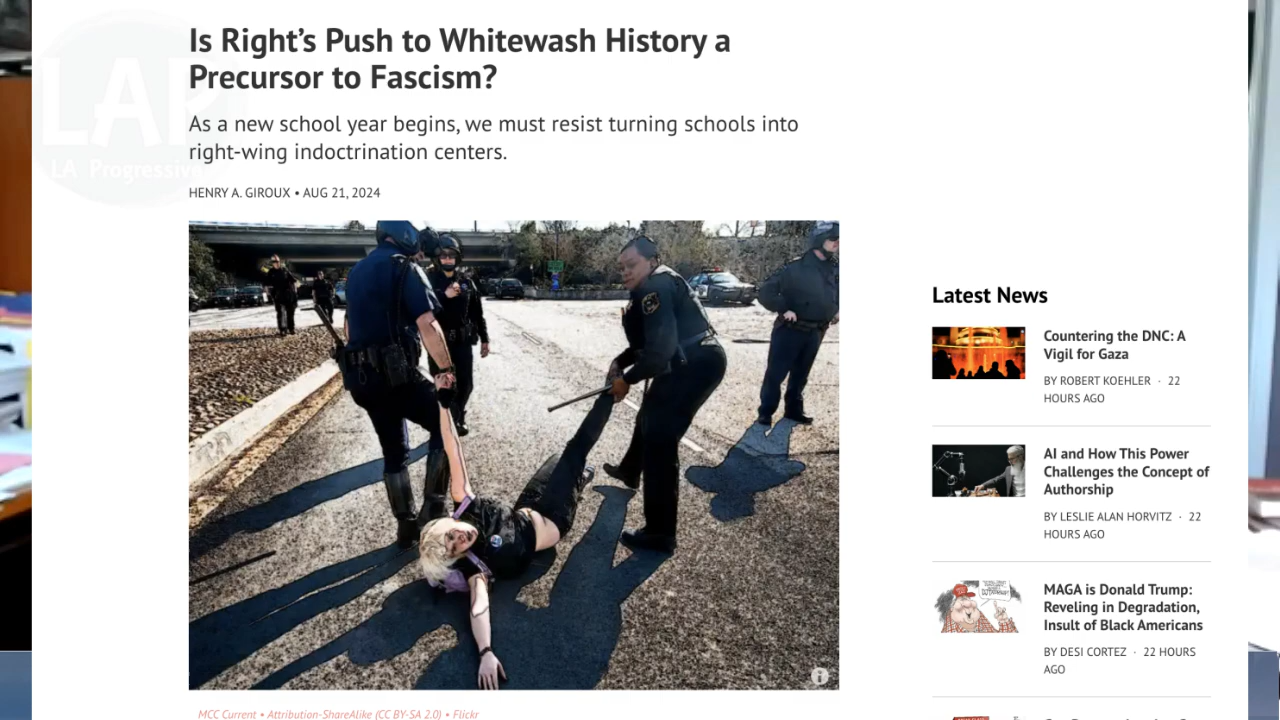 Is Right's Push to Whitewash History a
Precursor to Fascism?
As a new school year begins, we must resist turning schools into
right-wing indoctrination centers.
HENRY A. GIROUX • AUG 21, 2024
LAP
LA Progressive
MCC Current • Attribution-ShareAlike (CC BY-SA 2.0) • Flickr
Latest News
Countering the DNC: A
Vigil for Gaza
BY ROBERT KOEHLER · 22
HOURS AGO
AI and How This Power
Challenges the Concept of
Authorship
BY LESLIE ALAN HORVITZ · 22
HOURS AGO
MAGA is Donald Trump:
Reveling in Degradation,
Insult of Black Americans
BY DESI CORTEZ · 22 HOURS
AGO